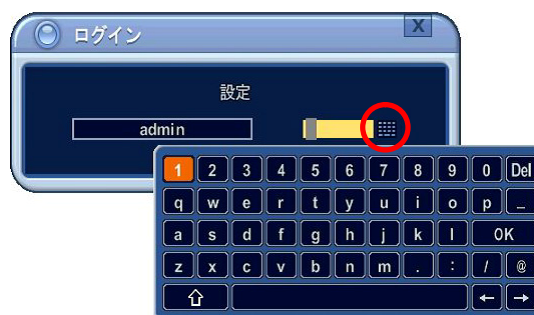 ログイン X
設定
admin
1 2 3 4 5 6 7 8 9 0 Del
q w e r t y u i o p _
a s d f g h j k l OK
z x c v b n m . : / @
⇧ ← →